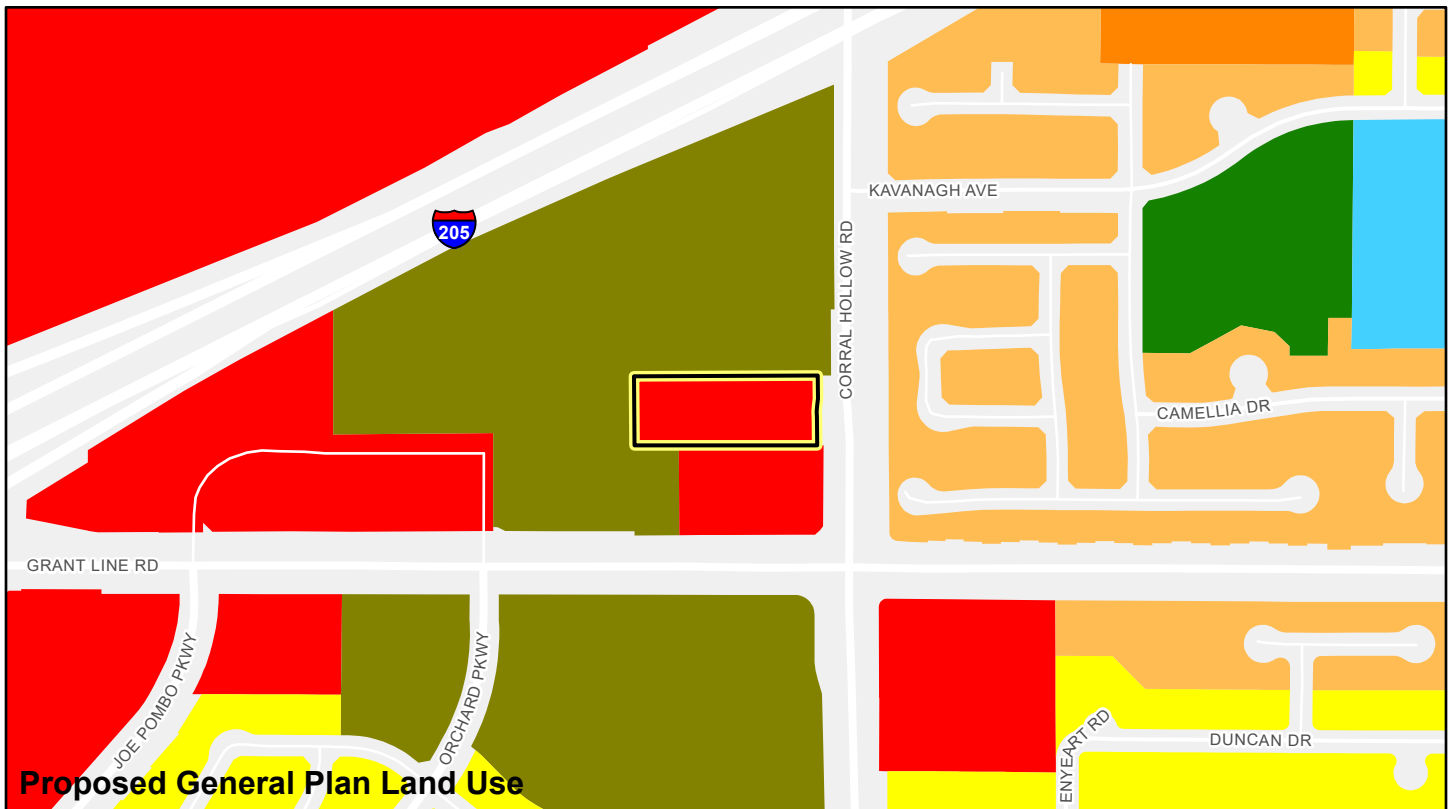 KAVANAGH AVE
205
CORRAL HOLLOW RD
CAMELLIA DR
GRANT LINE RD
JOE POMBO PKWY
ORCHARD PKWY
ENYEART RD
DUNCAN DR
Proposed General Plan Land Use